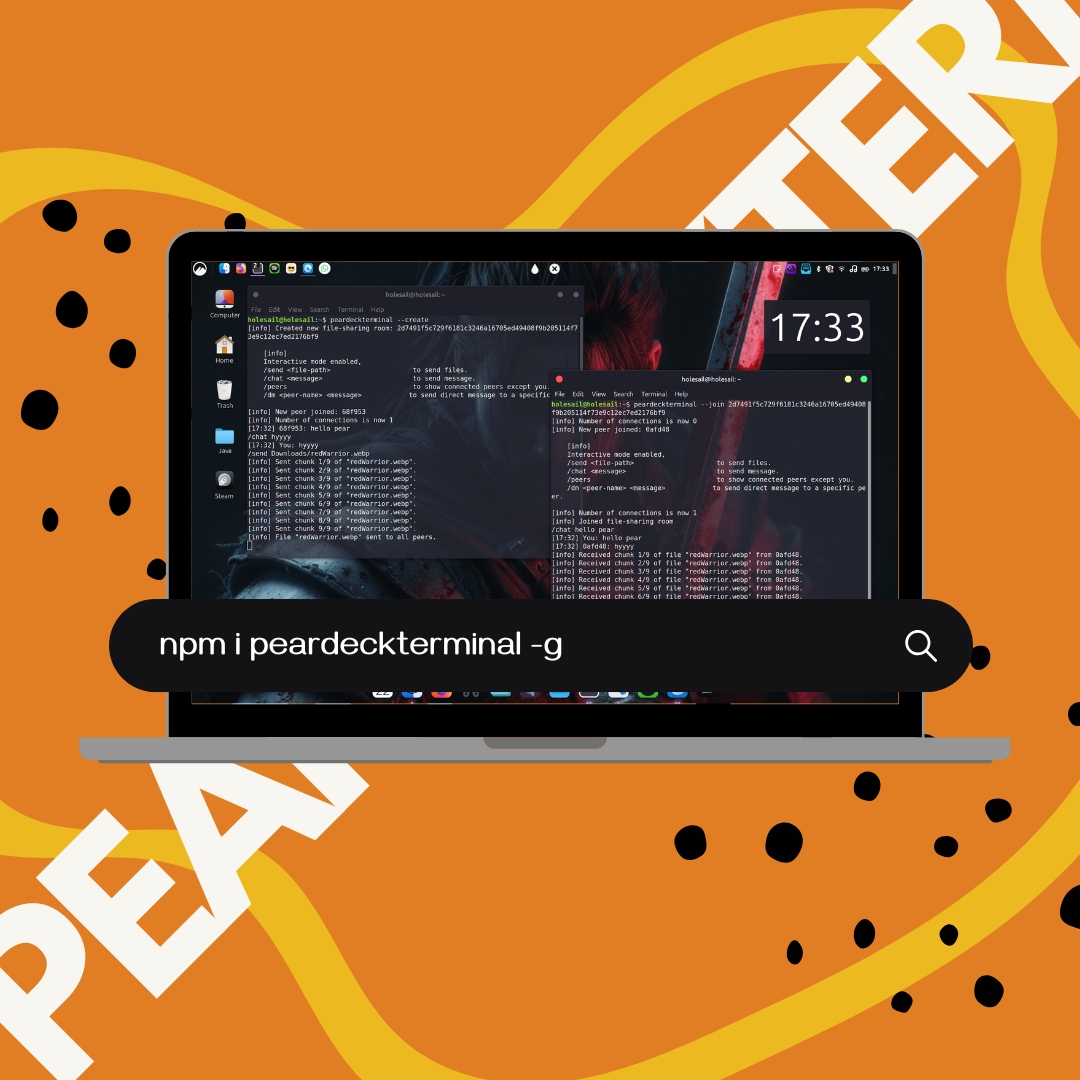 TER
17:33
Computer
Home
Trash
Java
Steam
17:33
holesail@holesail: ~
File Edit View Search Terminal Help
holesail@holesail:~$ peardeckterminal --create
[info] Created new file-sharing room: 2d7491f5c729f6181c3246a16705ed49408f9b205114f7
3e9c12ec7ed2176bf9
[info]
Interactive mode enabled,
/send <file-path> to send files.
/chat <message> to send message.
/peers to show connected peers except you.
/dm <peer-name> <message> to send direct message to a specific
[info] New peer joined: 68f953
[info] Number of connections is now 1
[17:32] 68f953: hello pear
/chat hyyyy
[17:32] You: hyyyy
/send Downloads/redWarrior.webp
[info] Sent chunk 1/9 of "redWarrior.webp".
[info] Sent chunk 2/9 of "redWarrior.webp".
[info] Sent chunk 3/9 of "redWarrior.webp".
[info] Sent chunk 4/9 of "redWarrior.webp".
[info] Sent chunk 5/9 of "redWarrior.webp".
[info] Sent chunk 6/9 of "redWarrior.webp".
[info] Sent chunk 7/9 of "redWarrior.webp".
[info] Sent chunk 8/9 of "redWarrior.webp".
[info] Sent chunk 9/9 of "redWarrior.webp".
[info] File "redWarrior.webp" sent to all peers.
holesail@holesail: ~
File Edit View Search Terminal Help
holesail@holesail:~$ peardeckterminal --join 2d7491f5c729f6181c3246a16705ed49408
f9b205114f73e9c12ec7ed2176bf9
[info] Number of connections is now 0
[info] New peer joined: 0afd48
[info]
Interactive mode enabled,
/send <file-path> to send files.
/chat <message> to send message.
/peers to show connected peers except you.
/dm <peer-name> <message> to send direct message to a specific pe
er.
[info] Number of connections is now 1
[info] Joined file-sharing room
/chat hello pear
[17:32] You: hello pear
[17:32] 0afd48: hyyyy
[info] Received chunk 1/9 of file "redWarrior.webp" from 0afd48.
[info] Received chunk 2/9 of file "redWarrior.webp" from 0afd48.
[info] Received chunk 3/9 of file "redWarrior.webp" from 0afd48.
[info] Received chunk 4/9 of file "redWarrior.webp" from 0afd48.
[info] Received chunk 5/9 of file "redWarrior.webp" from 0afd48.
[info] Received chunk 6/9 of file "redWarrior.webp" from 0afd48.
npm i peardeckterminal -g
PEA